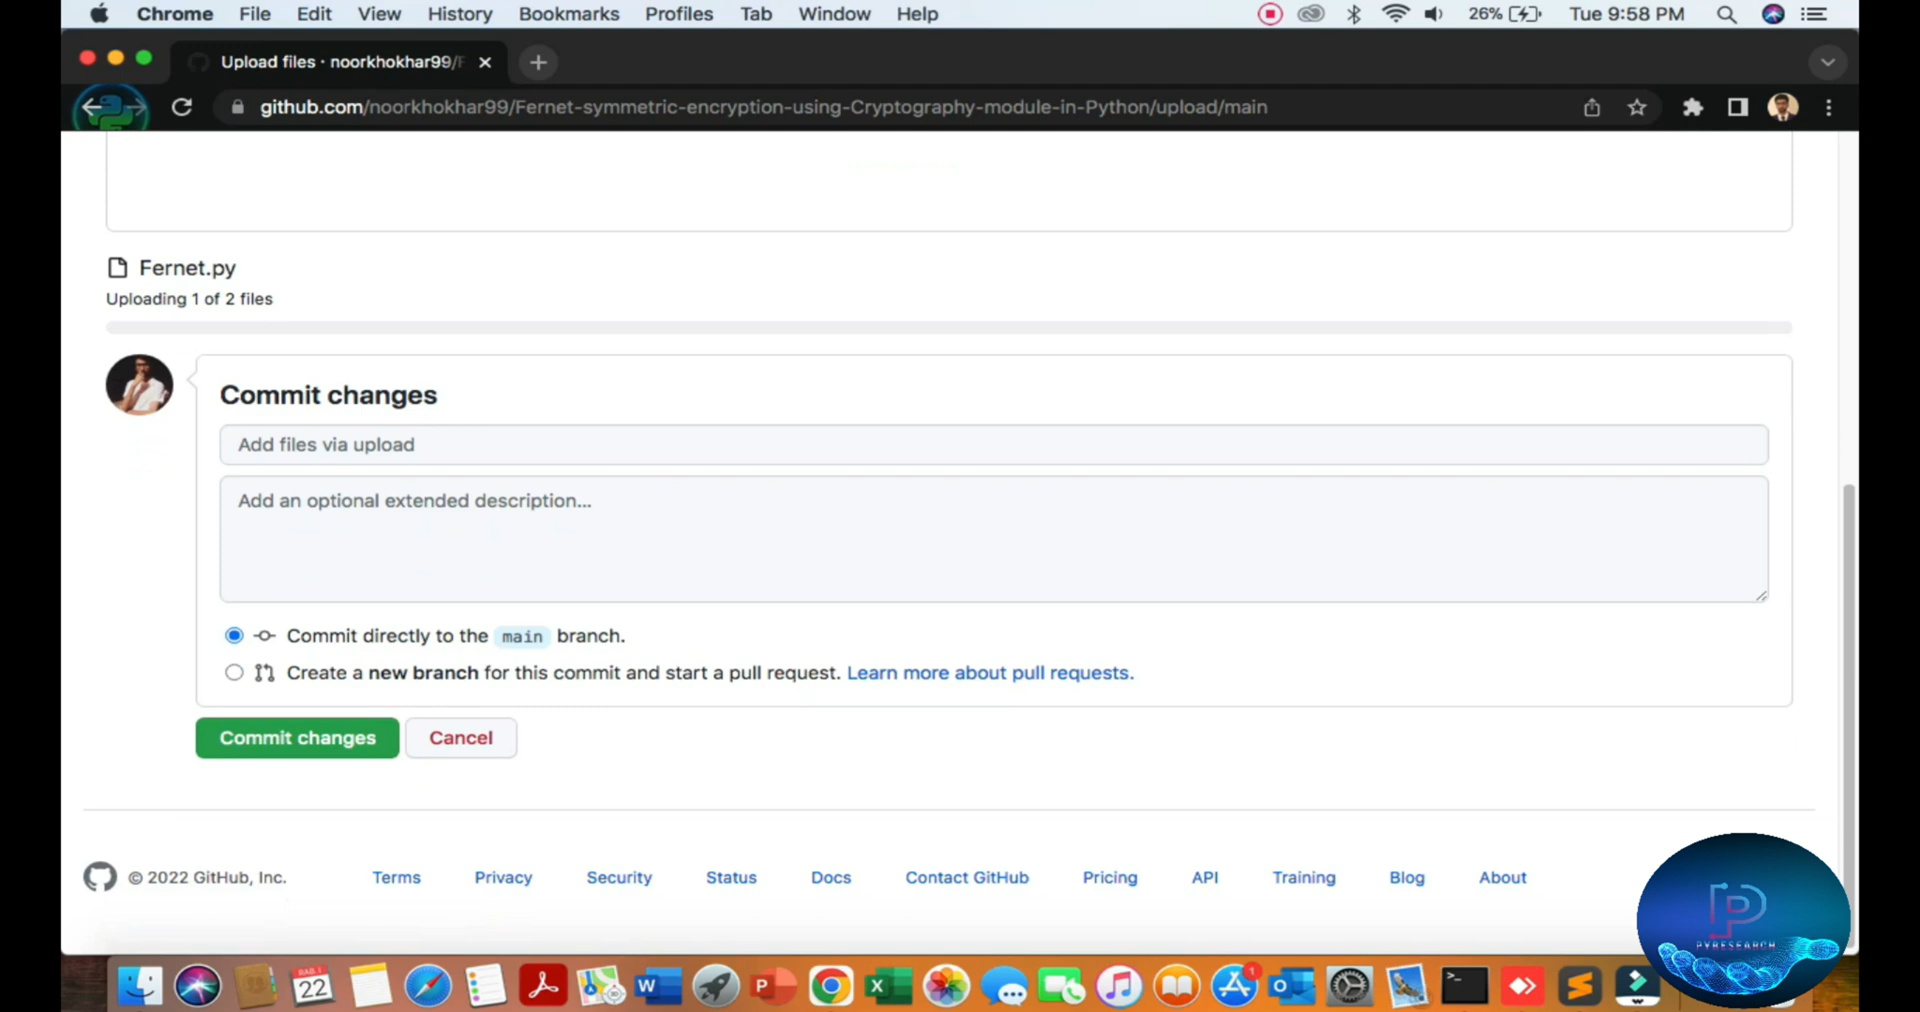 Chrome File Edit View History Bookmarks Profiles Tab Window Help 26% Tue 9:58 PM
Upload files · noorkhokhar99/F
github.com/noorkhokhar99/Fernet-symmetric-encryption-using-Cryptography-module-in-Python/upload/main
Fernet.py
Uploading 1 of 2 files
Commit changes
Add files via upload
Add an optional extended description...
Commit directly to the main branch.
Create a new branch for this commit and start a pull request. Learn more about pull requests.
Commit changes Cancel
© 2022 GitHub, Inc. Terms Privacy Security Status Docs Contact GitHub Pricing API Training Blog About
PYRESEARCH
22
W
P
X
1
O